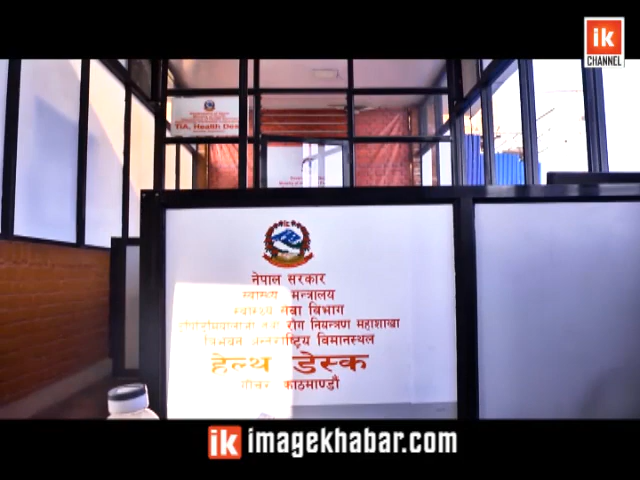 ik
CHANNEL
TIA, Health Des
नेपाल सरकार
स्वास्थ्य मन्त्रालय
स्वास्थ्य सेवा विभाग
रोग नियन्त्रण महाशाखा
त्रिभुवन अन्तराष्ट्रिय विमानस्थल
हेल्थ डेस्क
गौचर काठमाण्डौं
ik imagekhabar.com